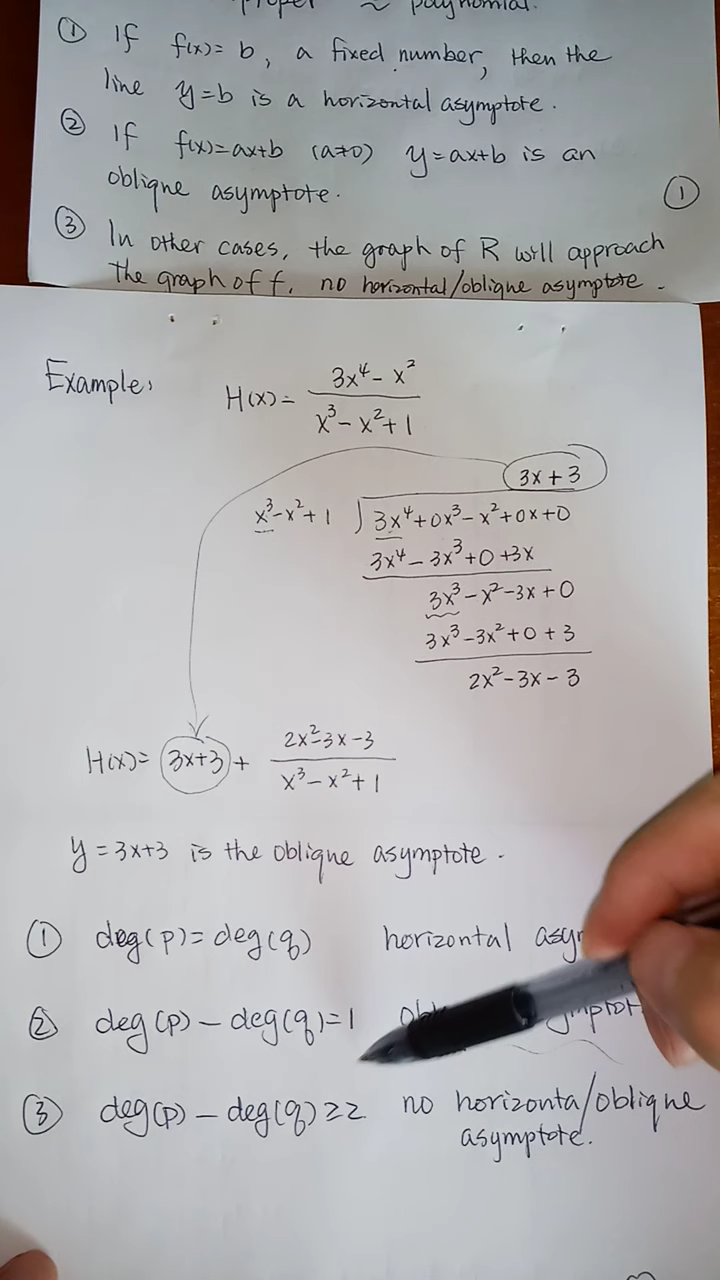 proper ~ polynomial.
① If f(x)= b, a fixed number, then the
line y=b is a horizontal asymptote.
② If f(x)=ax+b (a≠0) y=ax+b is an
oblique asymptote.
①
③ In other cases, the graph of R will approach
the graph of f, no horizontal/oblique asymptote.
Example:
H(x)= (3x⁴ - x²)/(x³ - x² + 1)
3x + 3
x³-x²+1 ) 3x⁴+0x³-x²+0x+0
3x⁴-3x³+0+3x
3x³-x²-3x+0
3x³-3x²+0+3
2x²-3x-3
H(x)= 3x+3 + (2x²-3x-3)/(x³-x²+1)
y=3x+3 is the oblique asymptote.
① deg(p)=deg(q) horizontal
② deg(p)-deg(q)=1
③ deg(p)-deg(q)≥2 no horizonta/oblique
asymptote.